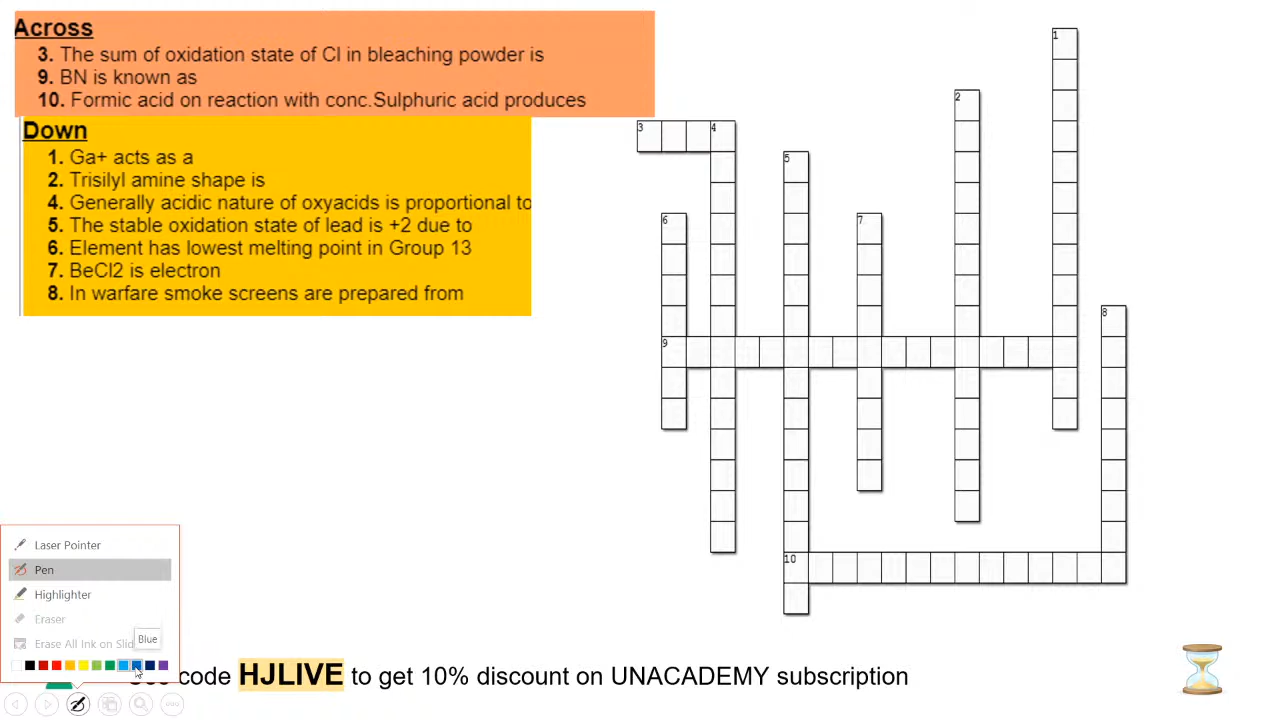 Across
3. The sum of oxidation state of Cl in bleaching powder is
9. BN is known as
10. Formic acid on reaction with conc.Sulphuric acid produces
Down
1. Ga+ acts as a
2. Trisilyl amine shape is
4. Generally acidic nature of oxyacids is proportional to
5. The stable oxidation state of lead is +2 due to
6. Element has lowest melting point in Group 13
7. BeCl2 is electron
8. In warfare smoke screens are prepared from
1
2
3 4
5
6 7
8
9
10
Laser Pointer
Pen
Highlighter
Eraser
Erase All Ink on Slid
Blue
code HJLIVE to get 10% discount on UNACADEMY subscription